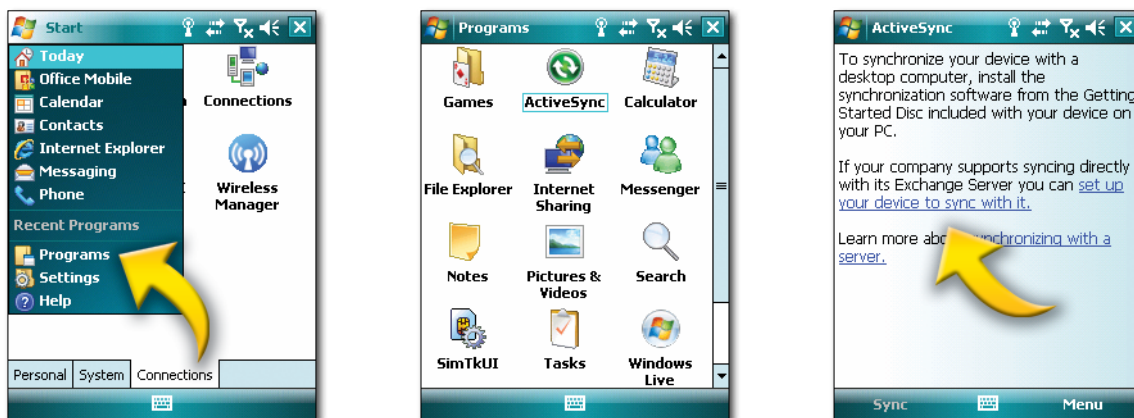 Start
Today
Office Mobile
Calendar
Contacts
Internet Explorer
Messaging
Phone
Recent Programs
Programs
Settings
Help
Connections
Wireless
Manager
Personal System Connections
Programs
Games ActiveSync Calculator
File Explorer Internet Sharing Messenger
Notes Pictures & Videos Search
SimTkUI Tasks Windows Live
ActiveSync
To synchronize your device with a
desktop computer, install the
synchronization software from the Getting
Started Disc included with your device on
your PC.
If your company supports syncing directly
with its Exchange Server you can set up
your device to sync with it.
Learn more with a
server.
Sync Menu